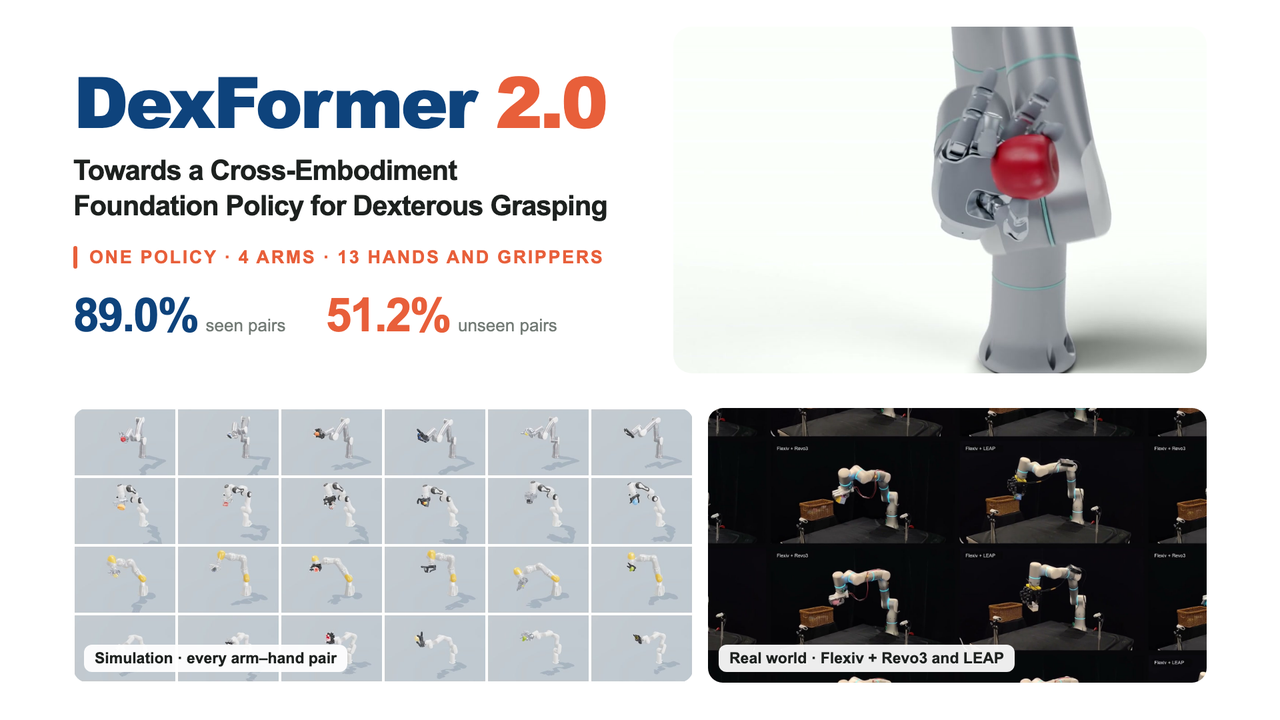 DexFormer 2.0
Towards a Cross-Embodiment
Foundation Policy for Dexterous Grasping
ONE POLICY · 4 ARMS · 13 HANDS AND GRIPPERS
89.0% seen pairs 51.2% unseen pairs
Simulation · every arm–hand pair
Flexiv + Revo3
Flexiv + LEAP
Flexiv + Revo3
Flexiv + Revo3
Flexiv + LEAP
Flexiv + Revo3
Flexiv + LEAP
Real world · Flexiv + Revo3 and LEAP